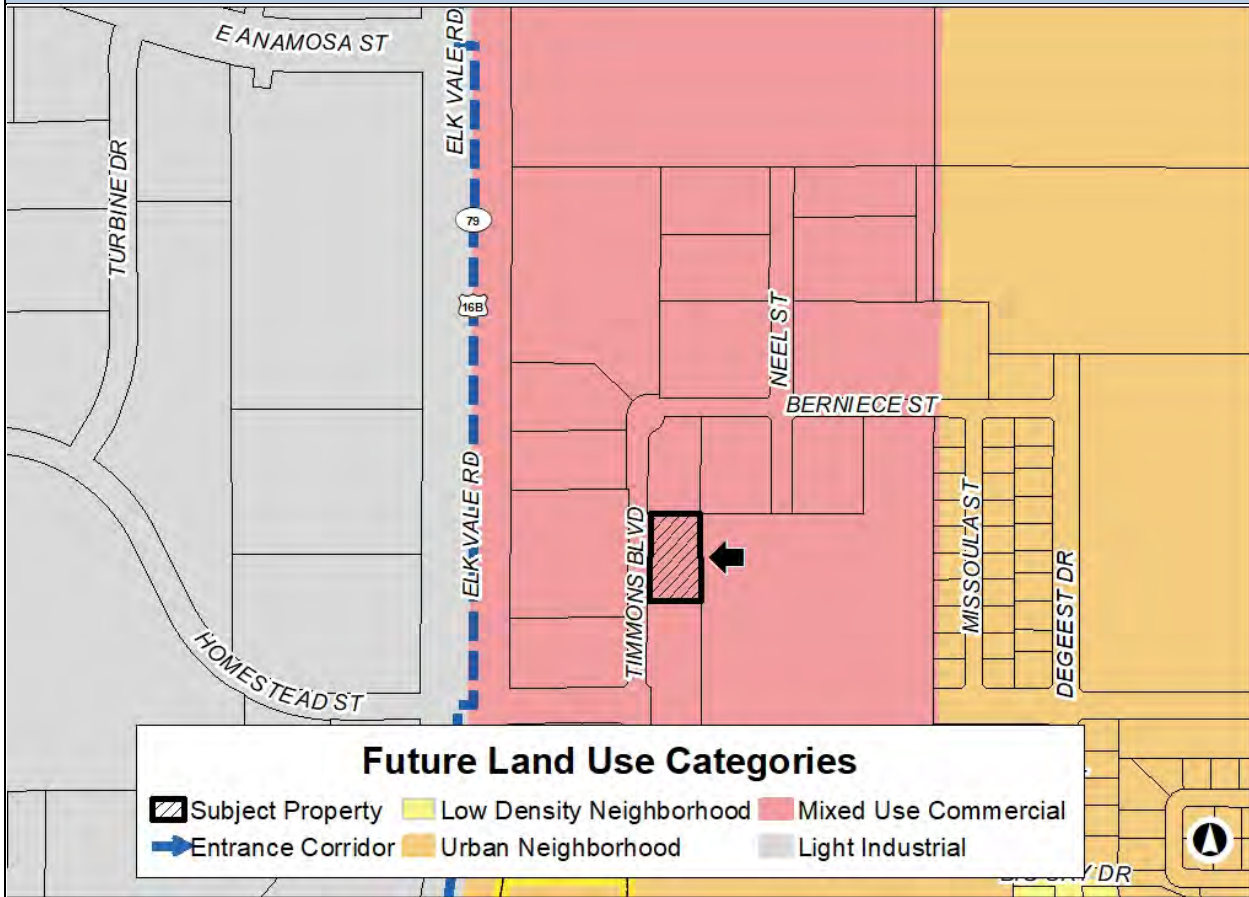 E ANAMOSA ST
ELK VALE RD
TURBINE DR
79
16B
NEEL ST
BERNIECE ST
ELK VALE RD
TIMMONS BLVD
MISSOULA ST
DEGEEST DR
HOMESTEAD ST
Future Land Use Categories
Subject Property
Low Density Neighborhood
Mixed Use Commercial
Entrance Corridor
Urban Neighborhood
Light Industrial
DR